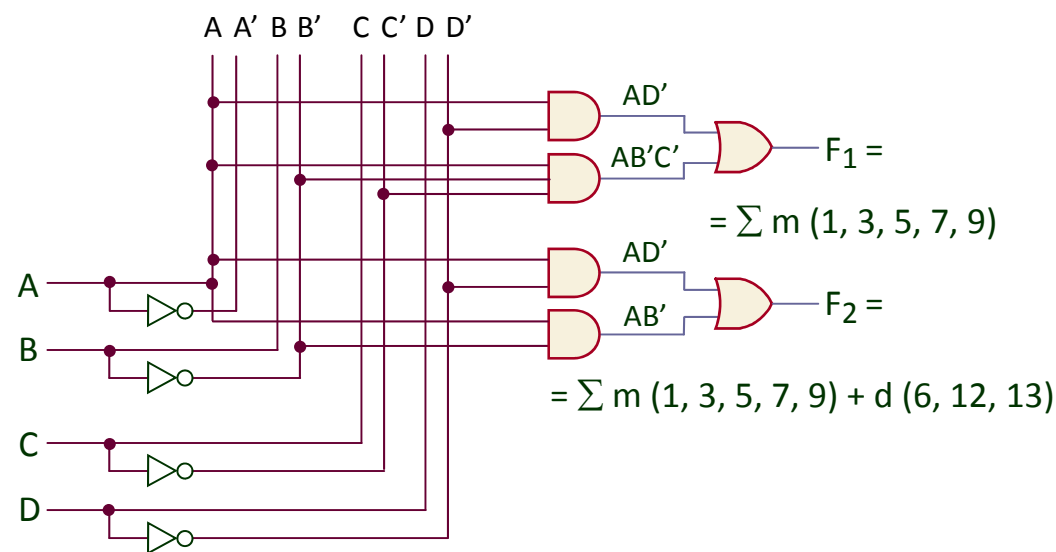 A A’ B B’ C C’ D D’
AD’
AB’C’
F1 =
= ∑ m (1, 3, 5, 7, 9)
AD’
A
AB’
F2 =
B
= ∑ m (1, 3, 5, 7, 9) + d (6, 12, 13)
C
D